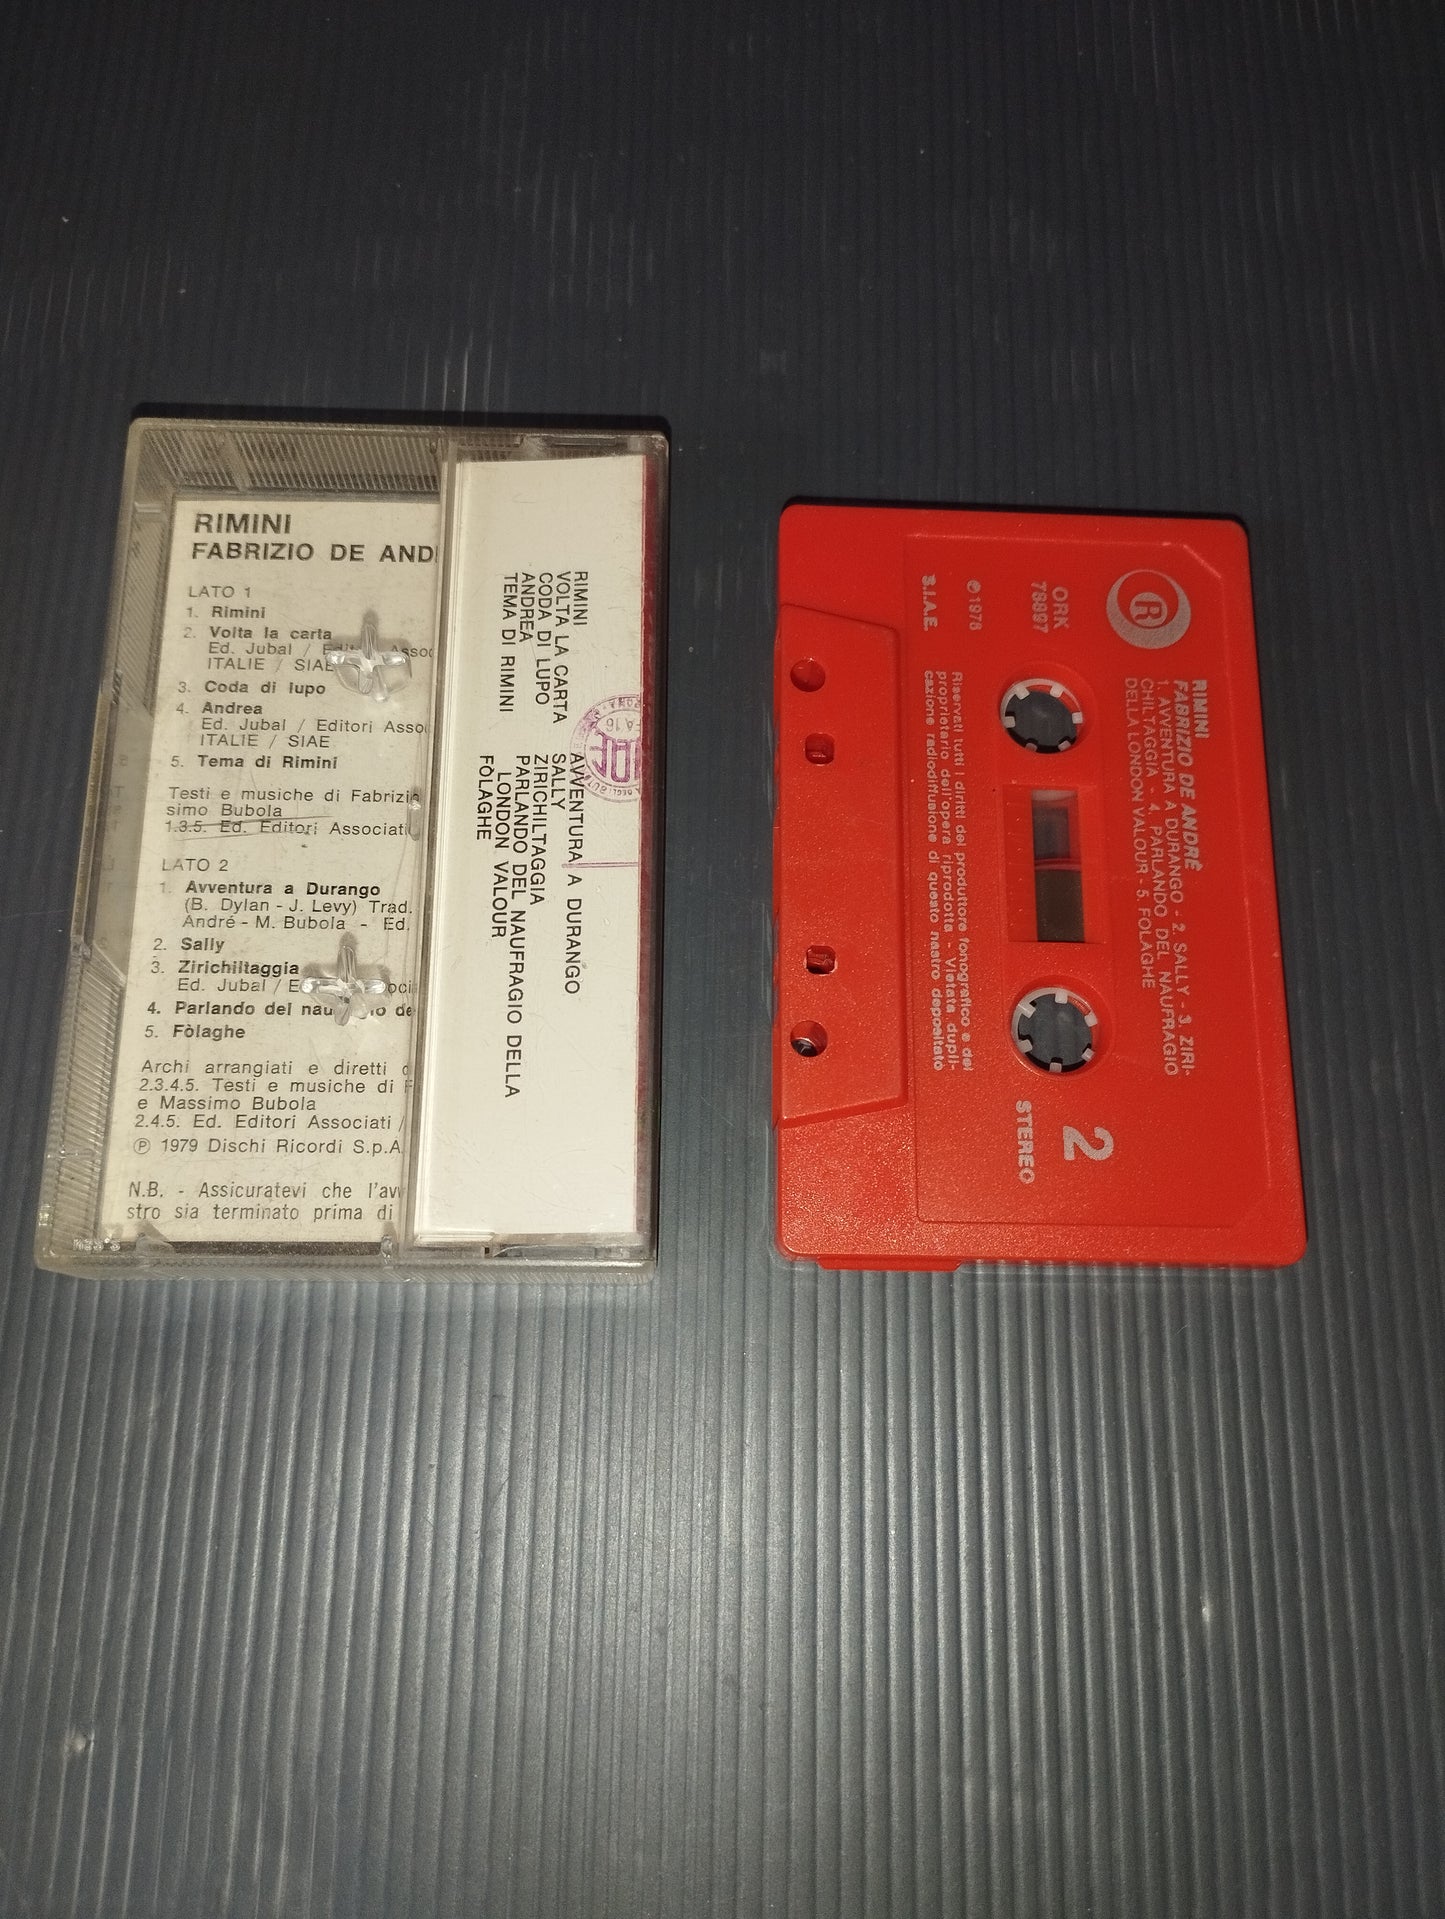 RIMINI
FABRIZIO DE AND
LATO 1
1. Rimini
2. Volta la carta
Ed. Jubal / Assoc
ITALIE / SIAE
3. Coda di lupo
4. Andrea
Ed. Jubal / Editori Asso
ITALIE / SIAE
5. Tema di Rimini
Testi e musiche di Fabrizio
simo Bubola
1.3.5. Ed. Editori Associati
LATO 2
1. Avventura a Durango
(B. Dylan - J. Levy) Trad.
André - M. Bubola - Ed.
2. Sally
3. Zirichiltaggia
Ed. Jubal / E
4. Parlando del nau io de
5. Fòlaghe
Archi arrangiati e diretti
2.3.4.5. Testi e musiche di F
e Massimo Bubola
2.4.5. Ed. Editori Associati /
Ⓟ 1979 Dischi Ricordi S.p.A.
N.B. - Assicuratevi che l'av
stro sia terminato prima di
RIMINI
VOLTA LA CARTA
CODA DI LUPO
ANDREA
TEMA DI RIMINI
AVVENTURA A DURANGO
SALLY
ZIRICHILTAGGIA
PARLANDO DEL NAUFRAGIO DELLA
LONDON VALOUR
FÒLAGHE
R
RIMINI
FABRIZIO DE ANDRÈ
1. AVVENTURA A DURANGO - 2. SALLY - 3. ZIRI-
CHILTAGGIA - 4. PARLANDO DEL NAUFRAGIO
DELLA LONDON VALOUR - 5. FOLAGHE
ORK
78897
℗1978
S.I.A.E.
2
STEREO
Riservati tutti i diritti del produttore fonografico e del
proprietario dell'opera riprodotta - Vietata dupli-
cazione radiodiffusione di questo nastro depositato